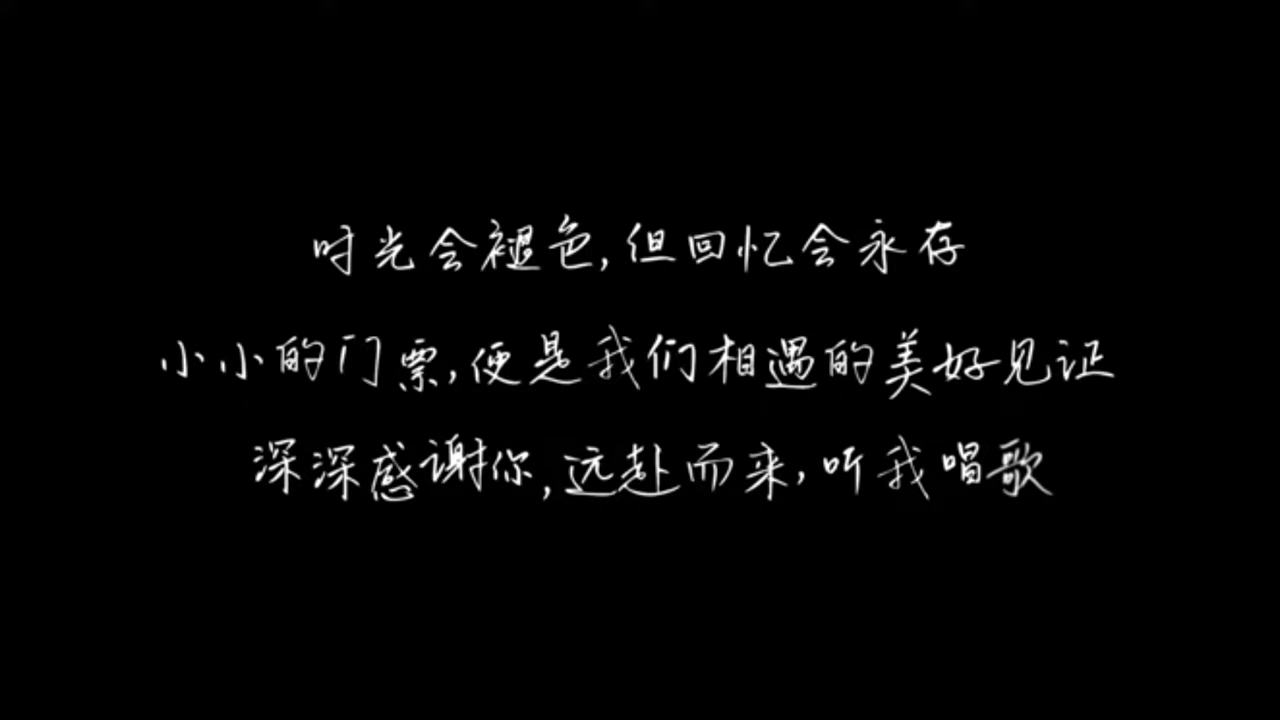 时光会褪色,但回忆会永存
小小的门票,便是我们相遇的美好见证
深深感谢你,远赴而来,听我唱歌